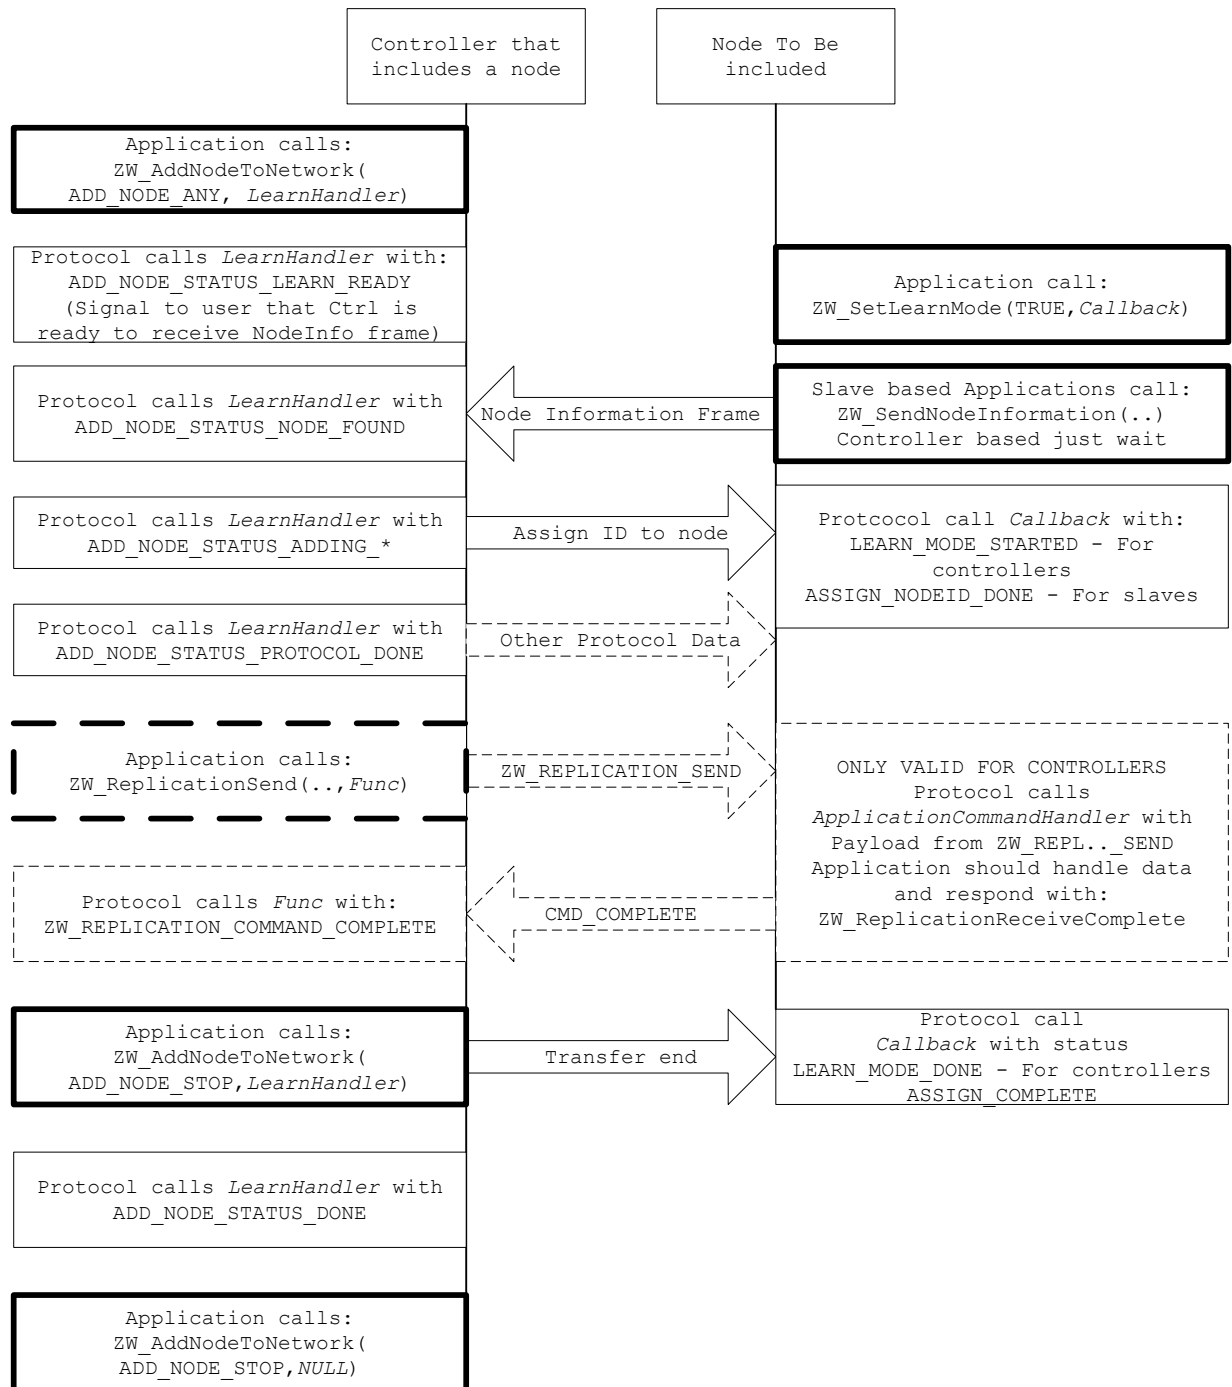 Controller that
includes a node
Node To Be
included
Application calls:
ZW_AddNodeToNetwork(
ADD_NODE_ANY, LearnHandler)
Protocol calls LearnHandler with:
ADD_NODE_STATUS_LEARN_READY
(Signal to user that Ctrl is
ready to receive NodeInfo frame)
Application call:
ZW_SetLearnMode(TRUE,Callback)
Protocol calls LearnHandler with
ADD_NODE_STATUS_NODE_FOUND
Node Information Frame
Slave based Applications call:
ZW_SendNodeInformation(..)
Controller based just wait
Protocol calls LearnHandler with
ADD_NODE_STATUS_ADDING_*
Assign ID to node
Protcocol call Callback with:
LEARN_MODE_STARTED - For
controllers
ASSIGN_NODEID_DONE - For slaves
Protocol calls LearnHandler with
ADD_NODE_STATUS_PROTOCOL_DONE
Other Protocol Data
Application calls:
ZW_ReplicationSend(..,Func)
ZW_REPLICATION_SEND
ONLY VALID FOR CONTROLLERS
Protocol calls
ApplicationCommandHandler with
Payload from ZW_REPL.._SEND
Application should handle data
and respond with:
ZW_ReplicationReceiveComplete
Protocol calls Func with:
ZW_REPLICATION_COMMAND_COMPLETE
CMD_COMPLETE
Application calls:
ZW_AddNodeToNetwork(
ADD_NODE_STOP,LearnHandler)
Transfer end
Protocol call
Callback with status
LEARN_MODE_DONE - For controllers
ASSIGN_COMPLETE
Protocol calls LearnHandler with
ADD_NODE_STATUS_DONE
Application calls:
ZW_AddNodeToNetwork(
ADD_NODE_STOP,NULL)